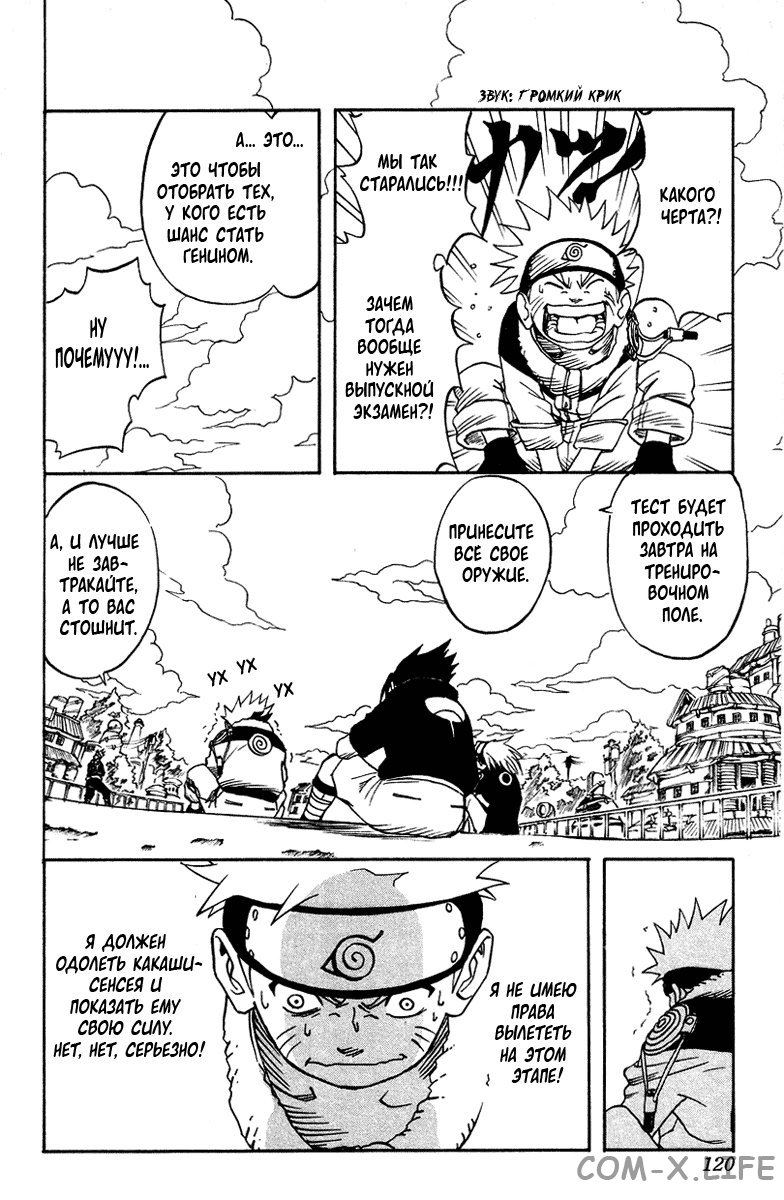 ЗВУК: ГРОМКИЙ КРИК
КАКОГО
ЧЕРТА?!
МЫ ТАК
СТАРАЛИСЬ!!!
ЗАЧЕМ
ТОГДА
ВООБЩЕ
НУЖЕН
ВЫПУСКНОЙ
ЭКЗАМЕН?!
А... ЭТО...
ЭТО ЧТОБЫ
ОТОБРАТЬ ТЕХ,
У КОГО ЕСТЬ
ШАНС СТАТЬ
ГЕНИНОМ.
НУ
ПОЧЕМУУУ!...
ТЕСТ БУДЕТ
ПРОХОДИТЬ
ЗАВТРА НА
ТРЕНИРО-
ВОЧНОМ
ПОЛЕ.
ПРИНЕСИТЕ
ВСЕ СВОЕ
ОРУЖИЕ.
А, И ЛУЧШЕ
НЕ ЗАВ-
ТРАКАЙТЕ,
А ТО ВАС
СТОШНИТ.
УХ УХ
УХ
Я НЕ ИМЕЮ
ПРАВА
ВЫЛЕТЕТЬ
НА ЭТОМ
ЭТАПЕ!
Я ДОЛЖЕН
ОДОЛЕТЬ КАКАШИ-
СЕНСЕЯ И
ПОКАЗАТЬ ЕМУ
СВОЮ СИЛУ.
НЕТ, НЕТ, СЕРЬЕЗНО!
120
COM-X.LIFE